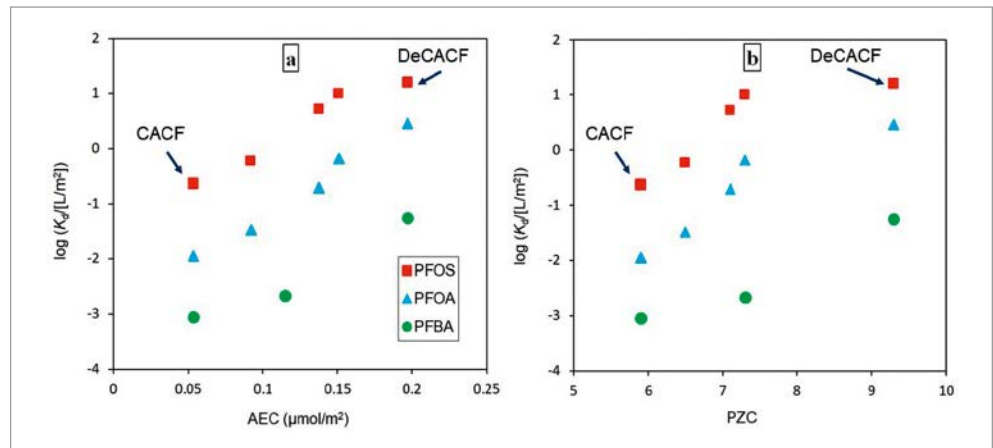 a
CACF
DeCACF
log (Kd/[L/m²])
2
1
0
-1
-2
-3
-4
PFOS
PFOA
PFBA
0
0.05
0.1
0.15
0.2
0.25
AEC (µmol/m²)
b
CACF
DeCACF
log (Kd/[L/m²])
2
1
0
-1
-2
-3
-4
5
6
7
8
9
10
PZC